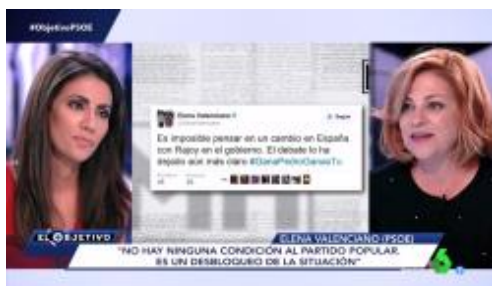 #ObjetivoPSOE
Elena Valenciano
Seguir
Es imposible pensar en un cambio en España
con Rajoy en el gobierno. El debate lo ha
dejado aún más claro #GanaPedroGanasTu
EL OBJETIVO
ELENA VALENCIANO (PSOE)
"NO HAY NINGUNA CONDICIÓN AL PARTIDO POPULAR.
ES UN DESBLOQUEO DE LA SITUACIÓN"
6